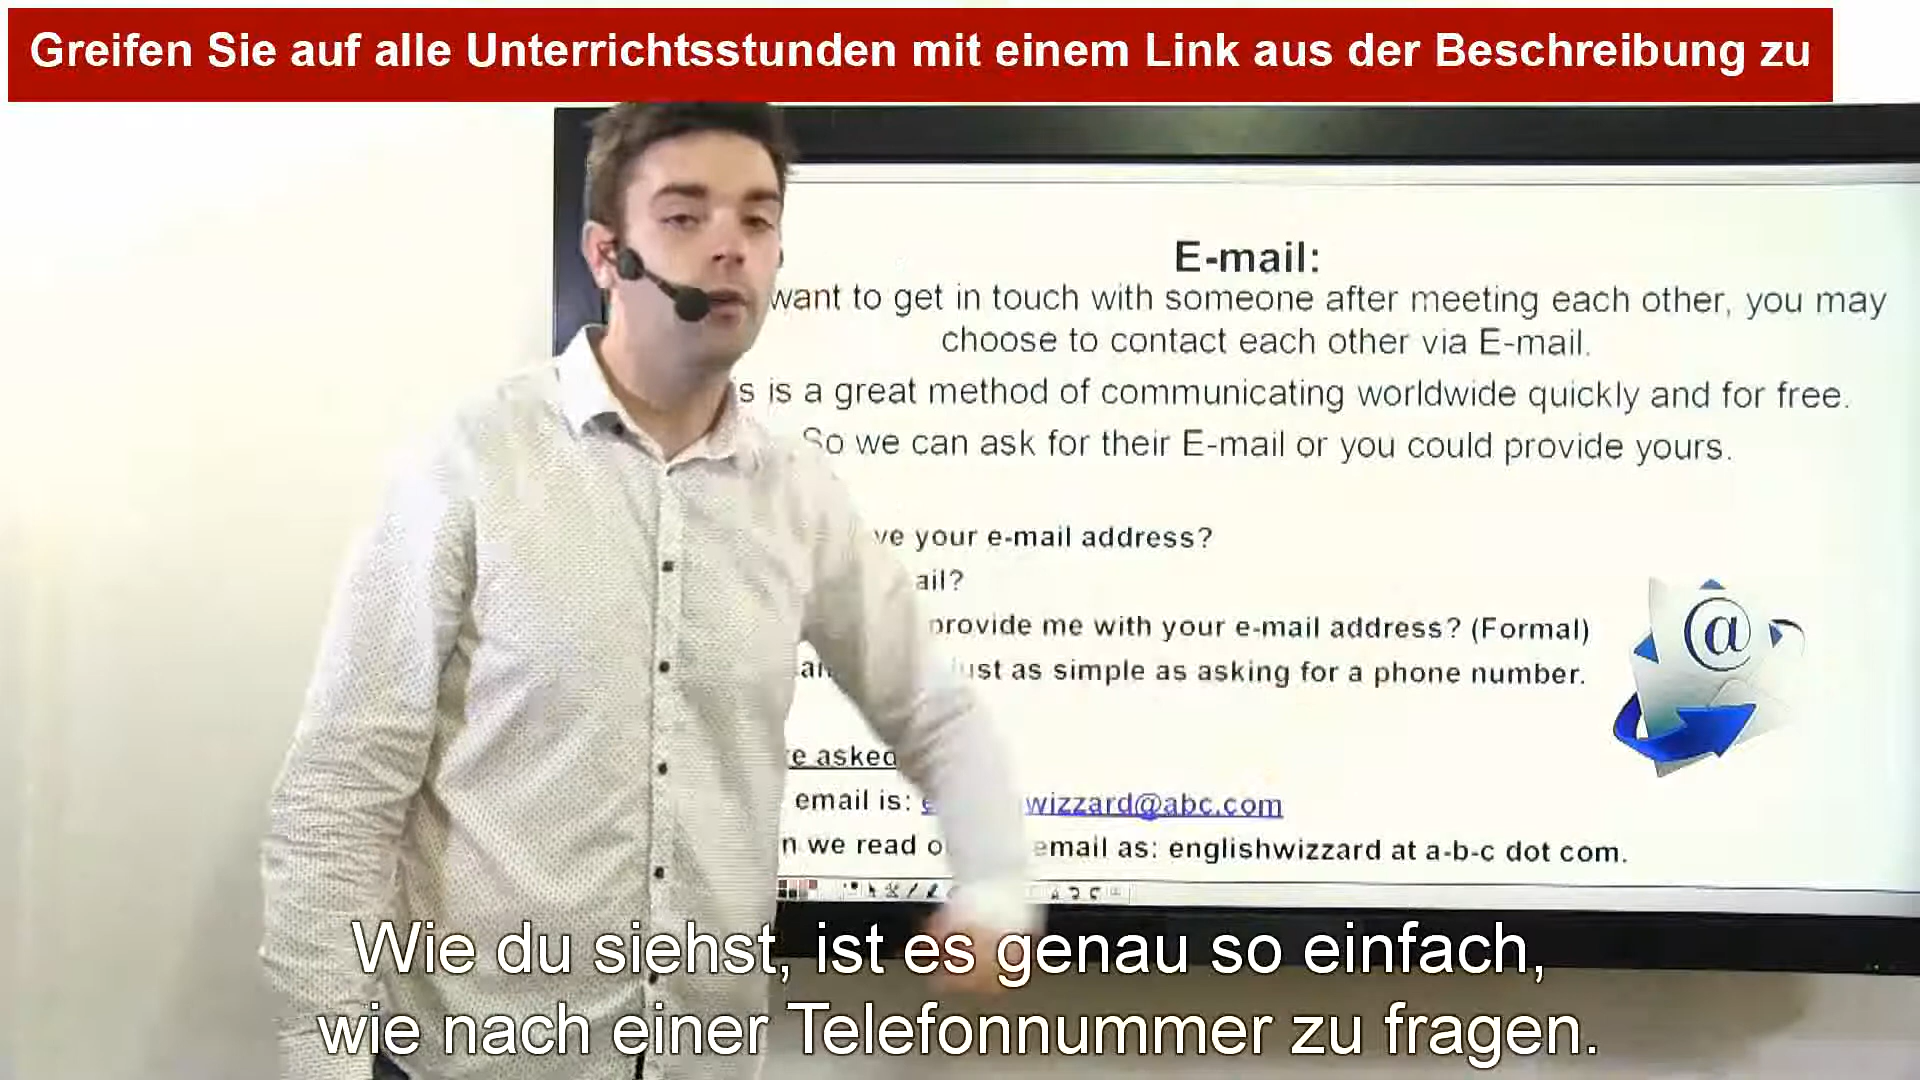 Greifen Sie auf alle Unterrichtsstunden mit einem Link aus der Beschreibung zu
E-mail:
want to get in touch with someone after meeting each other, you may
choose to contact each other via E-mail.
is a great method of communicating worldwide quickly and for free.
So we can ask for their E-mail or you could provide yours.
your e-mail address?
provide me with your e-mail address? (Formal)
just as simple as asking for a phone number.
asked
email is: wizzard@abc.com
we read email as: englishwizzard at a-b-c dot com.
Wie du siehst, ist es genau so einfach,
wie nach einer Telefonnummer zu fragen.